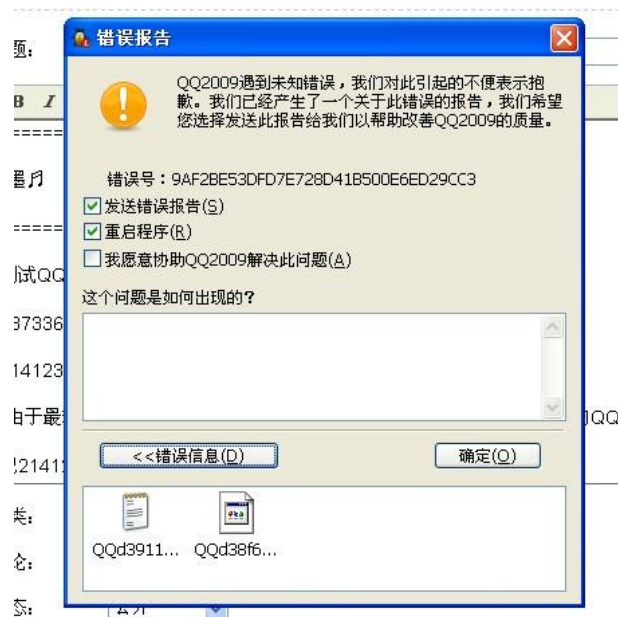 错误报告
题:
QQ2009遇到未知错误，我们对此引起的不便表示抱
歉。我们已经产生了一个关于此错误的报告，我们希望
您选择发送此报告给我们以帮助改善QQ2009的质量。
B I
======
墨月
错误号：9AF2BE53DFD7E728D41B500E6ED29CC3
发送错误报告(S)
=====
重启程序(R)
我愿意协助QQ2009解决此问题(A)
试QQ
这个问题是如何出现的？
37336
14123
由于最
QQ
<<错误信息(D)
确定(O)
2141
类:
QQd3911... QQd38f6...
论:
态:
公开